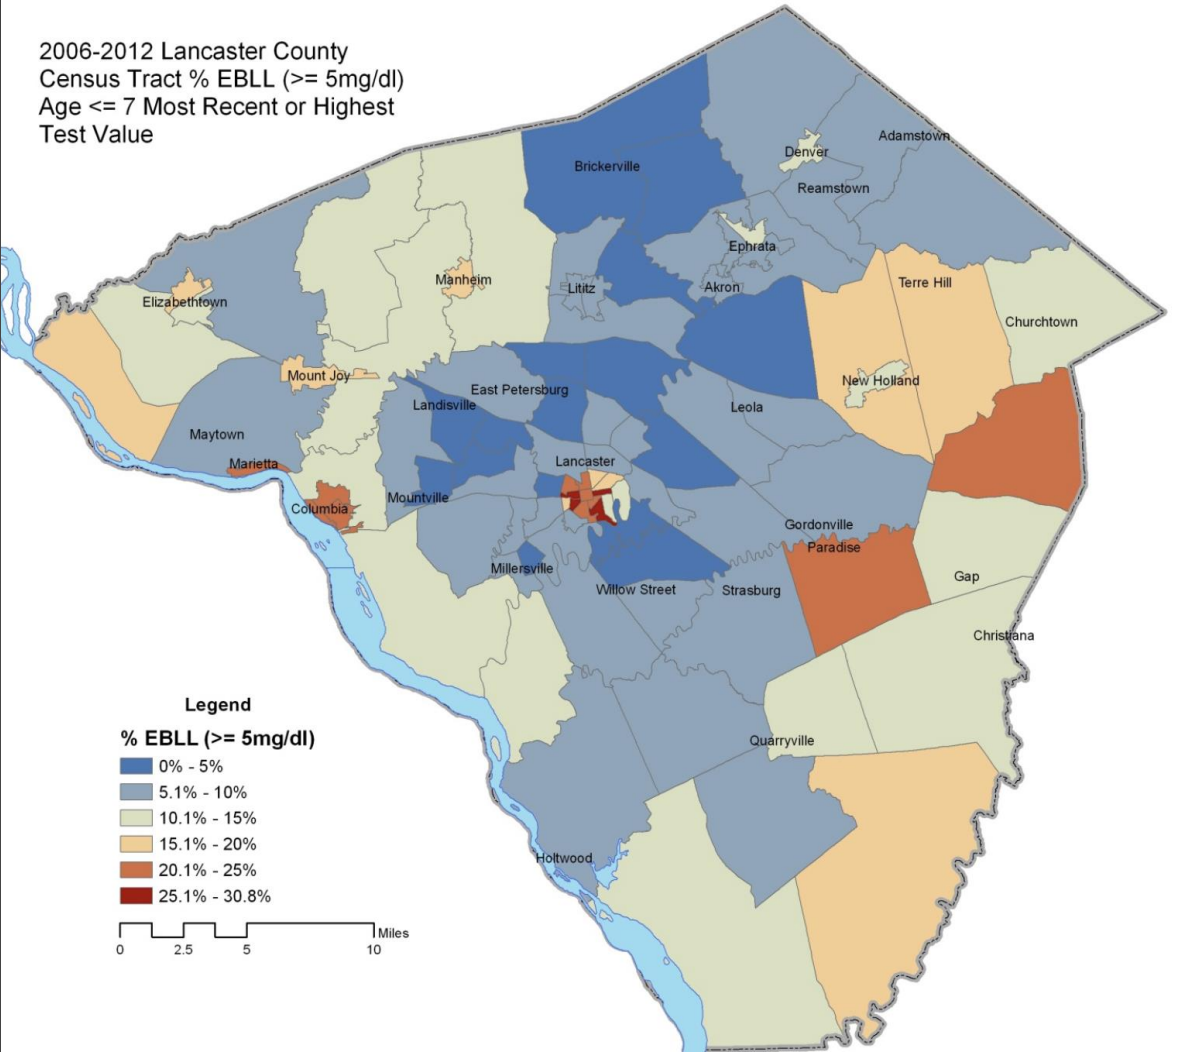 2006-2012 Lancaster County
Census Tract % EBLL (>= 5mg/dl)
Age <= 7 Most Recent or Highest
Test Value
Brickerville
Denver
Adamstown
Reamstown
Ephrata
Manheim
Lititz
Akron
Terre Hill
Elizabethtown
Churchtown
Mount Joy
New Holland
East Petersburg
Landisville
Leola
Maytown
Marietta
Lancaster
Mountville
Columbia
Gordonville
Paradise
Millersville
Gap
Willow Street
Strasburg
Christiana
Quarryville
Holtwood
Legend
% EBLL (>= 5mg/dl)
0% - 5%
5.1% - 10%
10.1% - 15%
15.1% - 20%
20.1% - 25%
25.1% - 30.8%
Miles
0 2.5 5 10